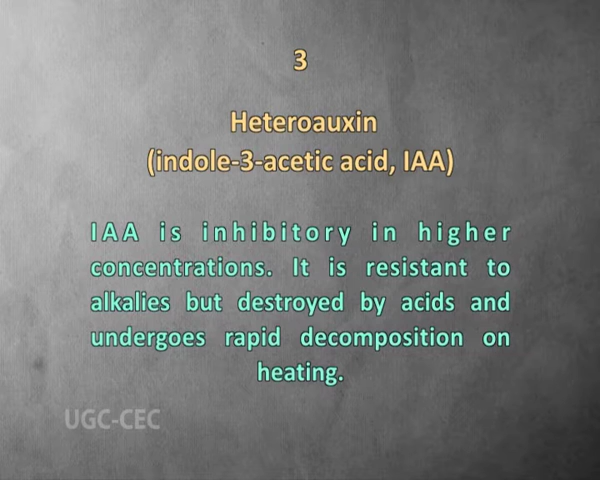 3
Heteroauxin
(indole-3-acetic acid, IAA)
IAA is inhibitory in higher
concentrations. It is resistant to
alkalies but destroyed by acids and
undergoes rapid decomposition on
heating.
UGC-CEC